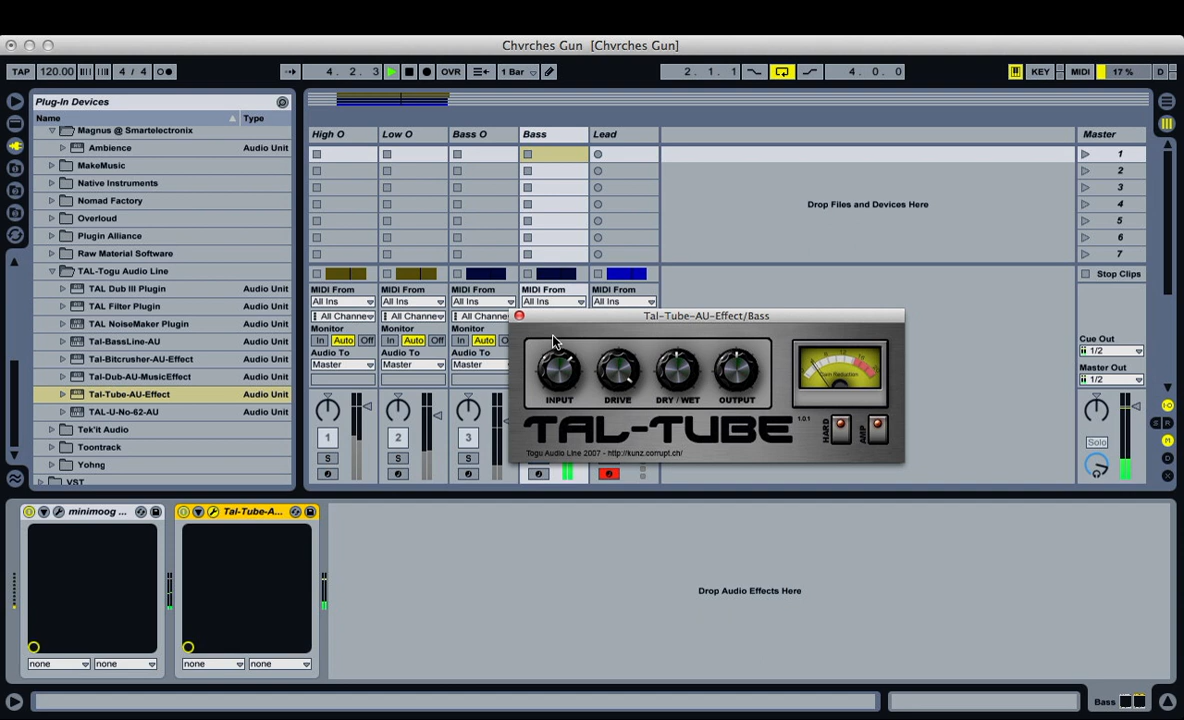 Chvrches Gun [Chvrches Gun]
TAP 120.00 4 / 4 4. 2. 3 OVR 1 Bar 2. 1. 1 4. 0. 0 KEY MIDI 17 % D
Plug-In Devices
Name Type
Magnus @ Smartelectronix
Ambience Audio Unit
MakeMusic
Native Instruments
Nomad Factory
Overloud
Plugin Alliance
Raw Material Software
TAL-Togu Audio Line
TAL Dub III Plugin Audio Unit
TAL Filter Plugin Audio Unit
TAL NoiseMaker Plugin Audio Unit
Tal-BassLine-AU Audio Unit
Tal-Bitcrusher-AU-Effect Audio Unit
Tal-Dub-AU-MusicEffect Audio Unit
Tal-Tube-AU-Effect Audio Unit
TAL-U-No-62-AU Audio Unit
Tek'it Audio
Toontrack
Yohng
VST
High O Low O Bass O Bass Lead Master
1
2
3
4
5
6
7
Drop Files and Devices Here
Stop Clips
MIDI From MIDI From MIDI From MIDI From MIDI From
All Ins All Ins All Ins All Ins All Ins
All Channe All Channe All Channe
Monitor Monitor Monitor
In Auto Off In Auto Off In Auto O
Audio To Audio To Audio To
Master Master Master
1 2 3
S S S
Cue Out
1/2
Master Out
1/2
Solo
Tal-Tube-AU-Effect/Bass
INPUT DRIVE DRY / WET OUTPUT
Gain Reduction
TAL-TUBE
1.0.1
HARD AMP
Togu Audio Line 2007 - http://kunz.corrupt.ch/
minimoog ... Tal-Tube-A...
none none none none
Drop Audio Effects Here
Bass